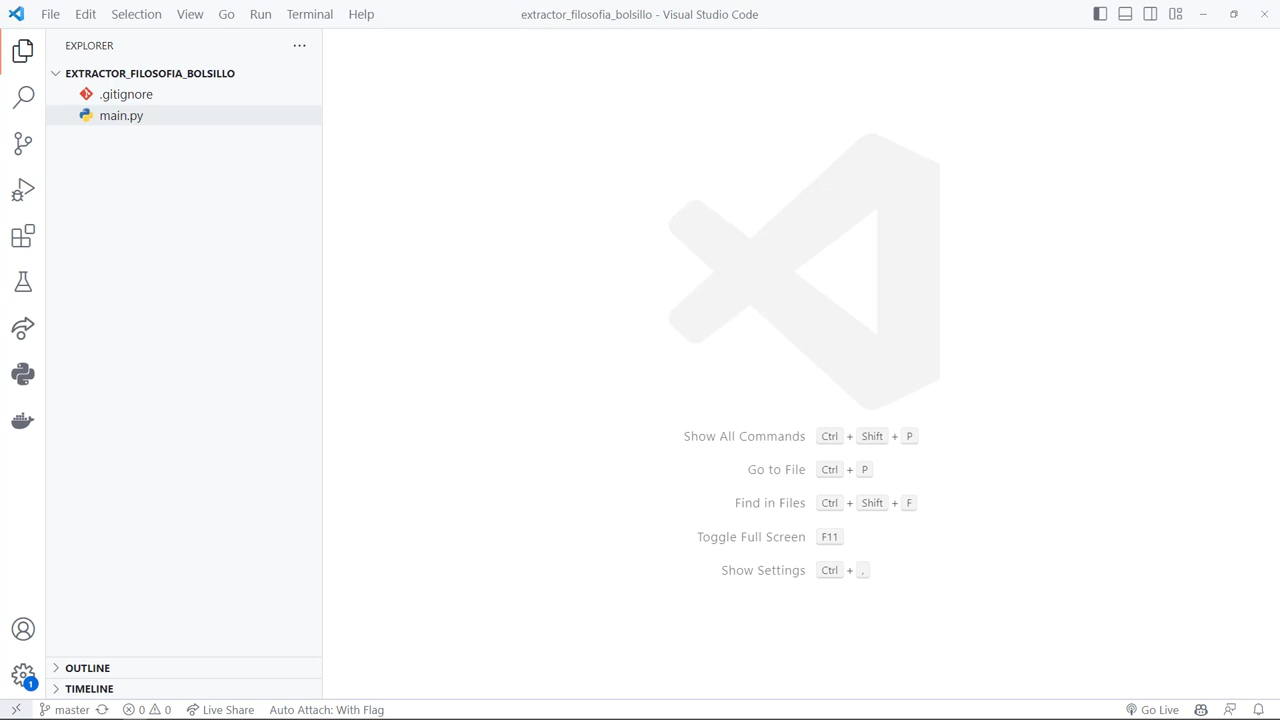 File Edit Selection View Go Run Terminal Help extractor_filosofia_bolsillo - Visual Studio Code
EXPLORER
EXTRACTOR_FILOSOFIA_BOLSILLO
.gitignore
main.py
Show All Commands Ctrl + Shift + P
Go to File Ctrl + P
Find in Files Ctrl + Shift + F
Toggle Full Screen F11
Show Settings Ctrl + ,
1
OUTLINE
TIMELINE
master 0 0 Live Share Auto Attach: With Flag Go Live